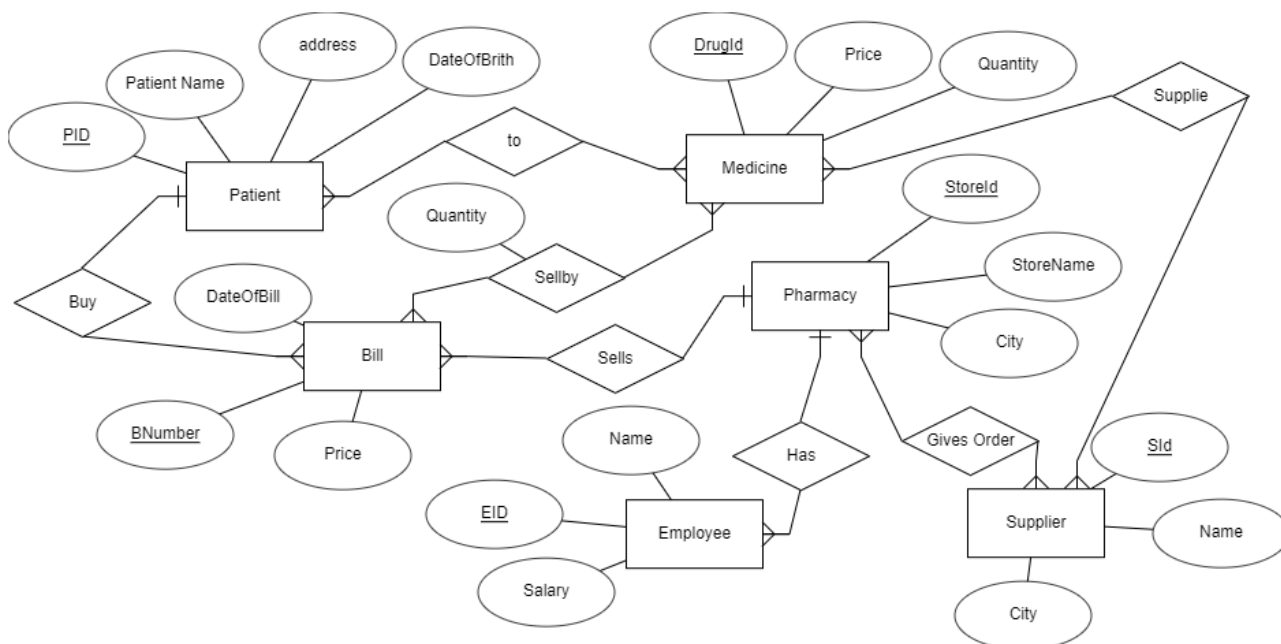 address
DrugId
Price
DateOfBrith
Quantity
Patient Name
Supplie
PID
to
Medicine
Patient
StoreId
Quantity
StoreName
Sellby
Pharmacy
DateOfBill
Buy
City
Bill
Sells
BNumber
Name
Gives Order
SId
Price
Has
EID
Supplier
Name
Employee
Salary
City